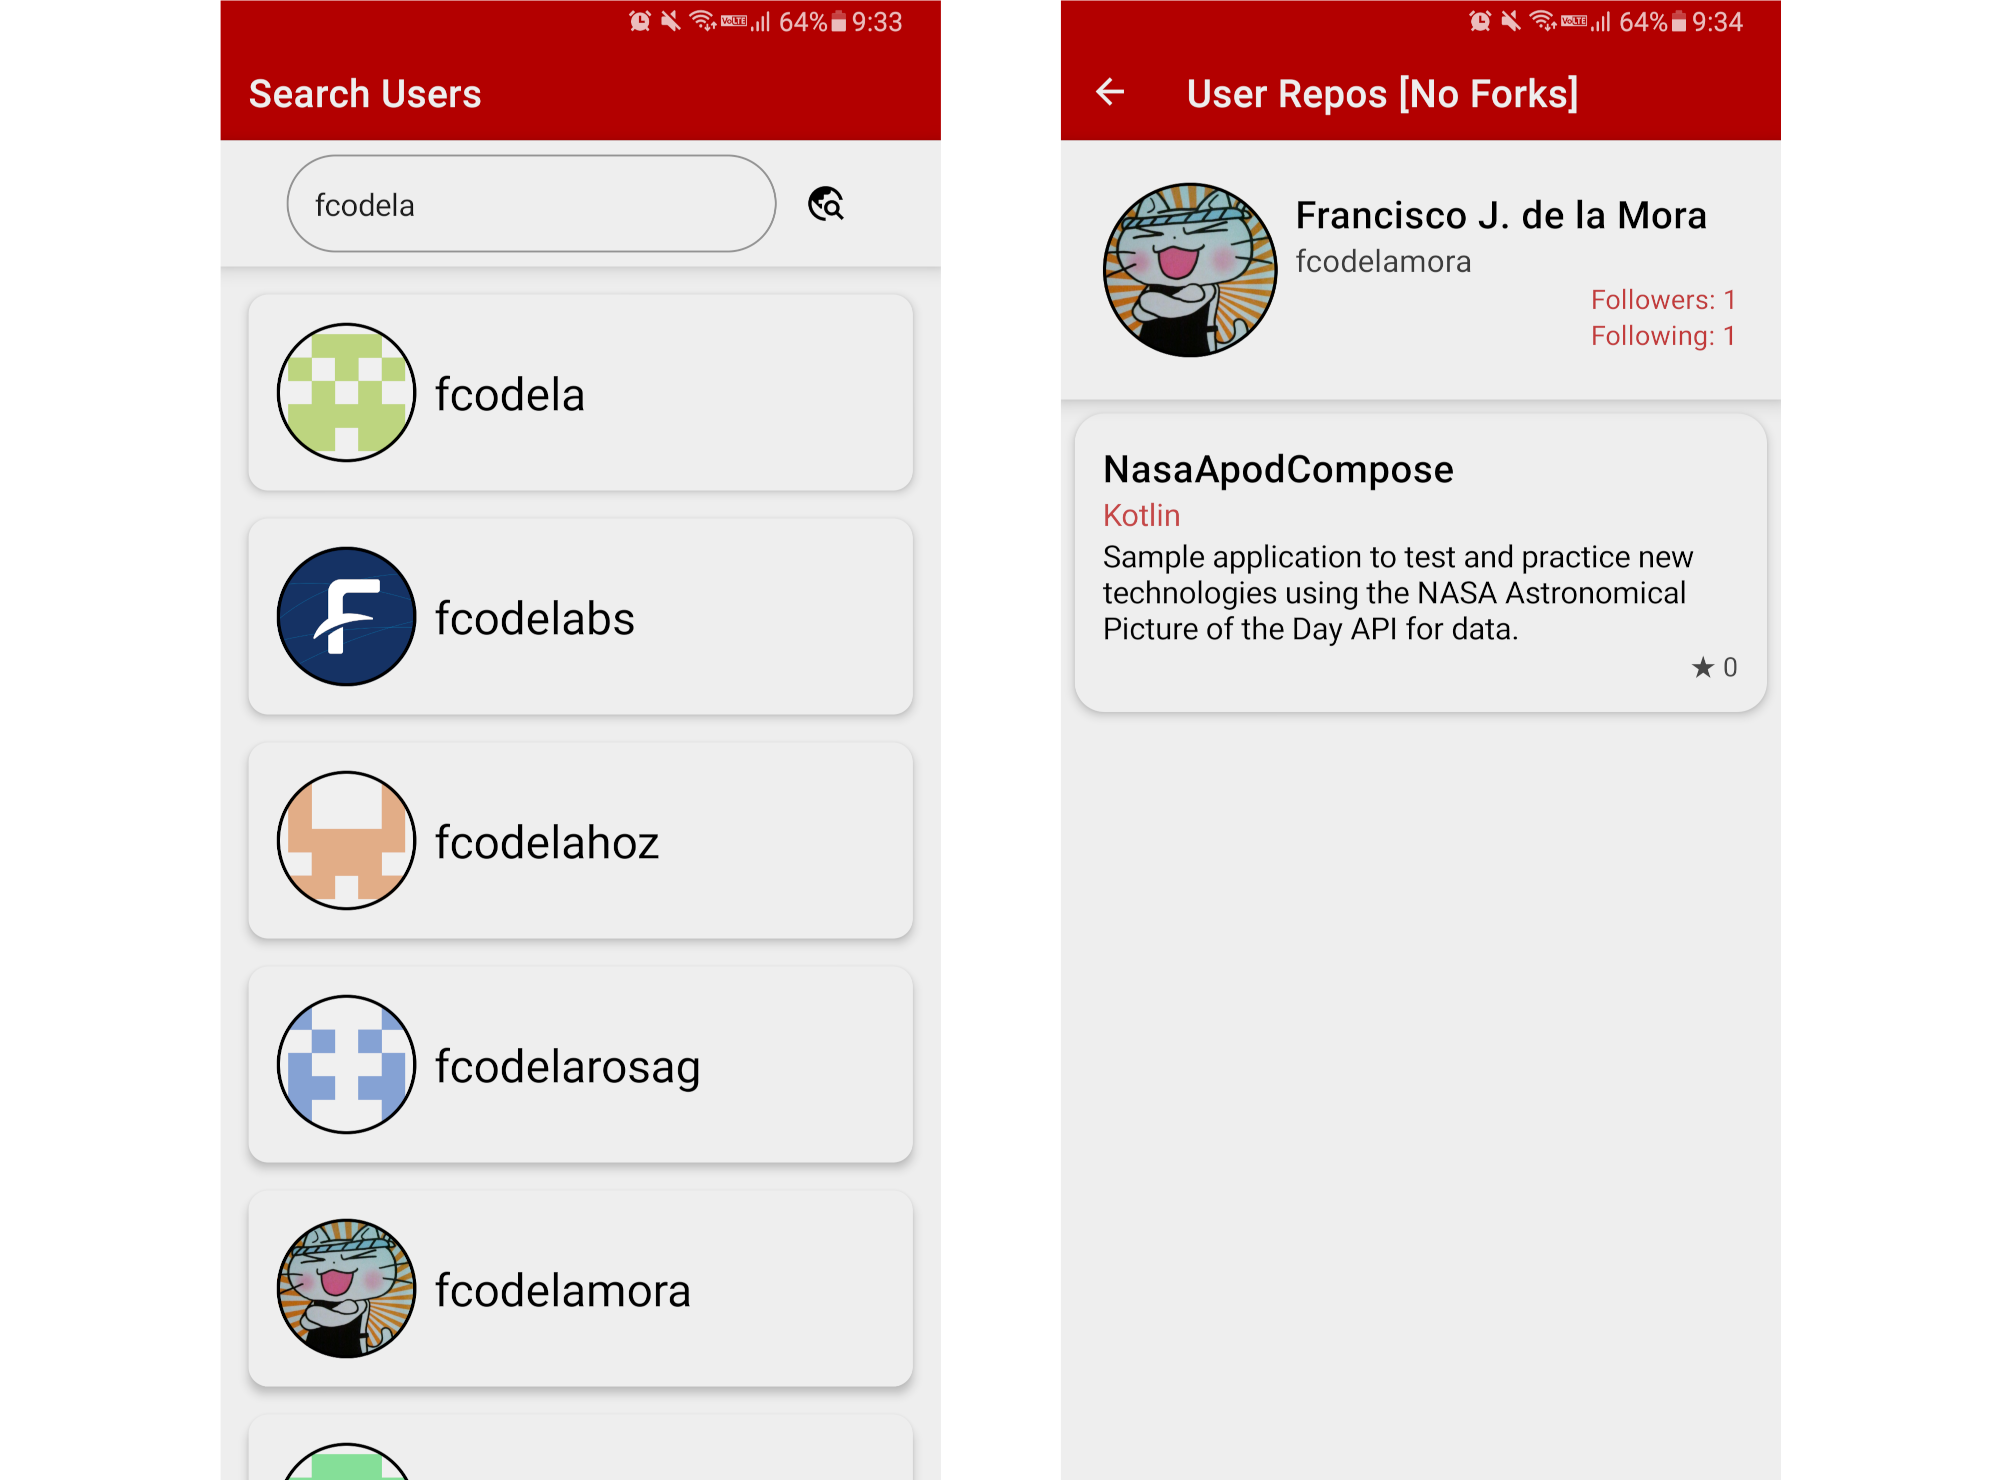 64% 9:33
Search Users
fcodela
fcodela
fcodelabs
fcodelahoz
fcodelarosag
fcodelamora
64% 9:34
User Repos [No Forks]
Francisco J. de la Mora
fcodelamora
Followers: 1
Following: 1
NasaApodCompose
Kotlin
Sample application to test and practice new
technologies using the NASA Astronomical
Picture of the Day API for data.
★ 0